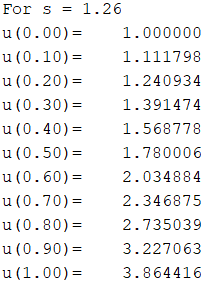 For s = 1.26
u(0.00)= 1.000000
u(0.10)= 1.111798
u(0.20)= 1.240934
u(0.30)= 1.391474
u(0.40)= 1.568778
u(0.50)= 1.780006
u(0.60)= 2.034884
u(0.70)= 2.346875
u(0.80)= 2.735039
u(0.90)= 3.227063
u(1.00)= 3.864416